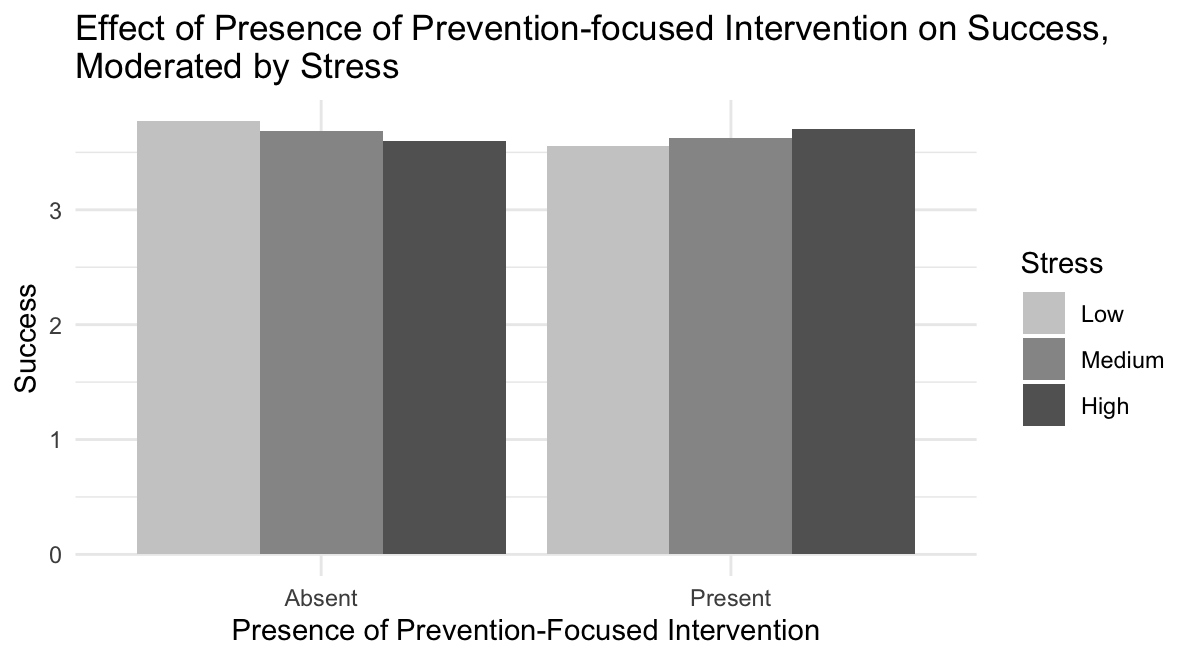 Effect of Presence of Prevention-focused Intervention on Success,
Moderated by Stress
Success
3
2
1
0
Absent
Present
Presence of Prevention-Focused Intervention
Stress
Low
Medium
High